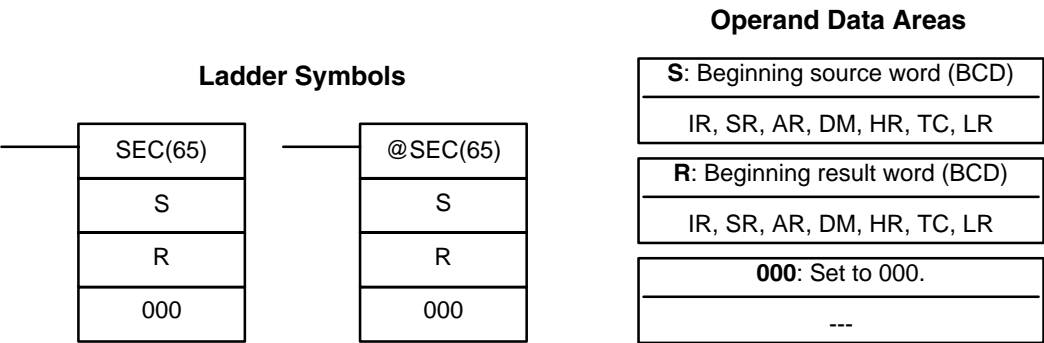 Ladder Symbols
SEC(65)
S
R
000
@SEC(65)
S
R
000
Operand Data Areas
S: Beginning source word (BCD)
IR, SR, AR, DM, HR, TC, LR
R: Beginning result word (BCD)
IR, SR, AR, DM, HR, TC, LR
000: Set to 000.
---